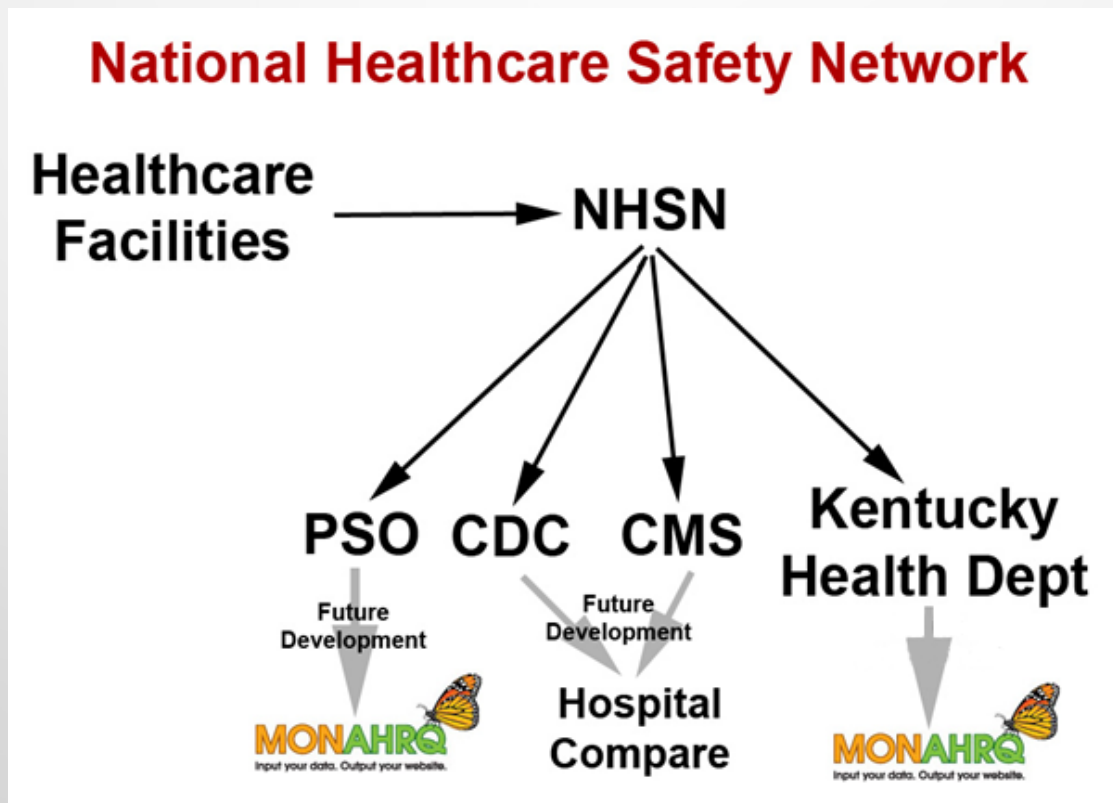 National Healthcare Safety Network
Healthcare
Facilities
NHSN
PSO
CDC
CMS
Kentucky
Health Dept
Future
Development
Future
Development
MONAHRQ
Input your data. Output your website.
Hospital
Compare
MONAHRQ
Input your data. Output your website.